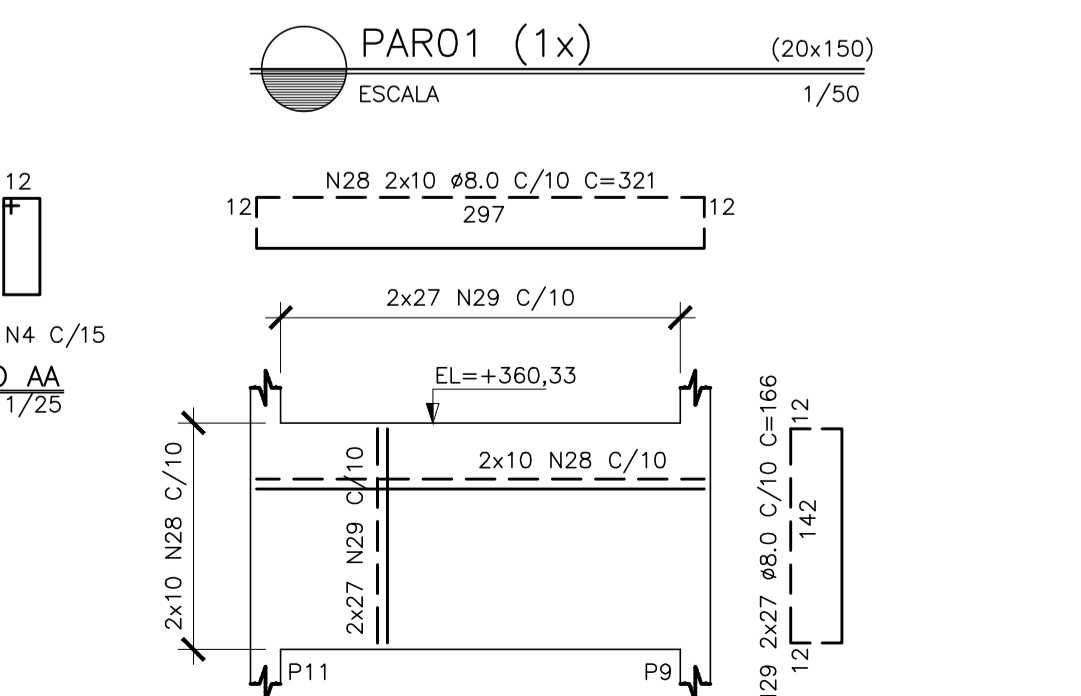 PAR01 (1x)
(20x150)
ESCALA
1/50
12
N4 C/15
AA
1/25
N28 2x10 ø8.0 C/10 C=321
12
297
12
2x27 N29 C/10
EL=+360,33
2x10 N28 C/10
2x10 N28 C/10
2x27 N29 C/10
P11
P9
2x27 ø8.0 C/10 C=166
12
142
12